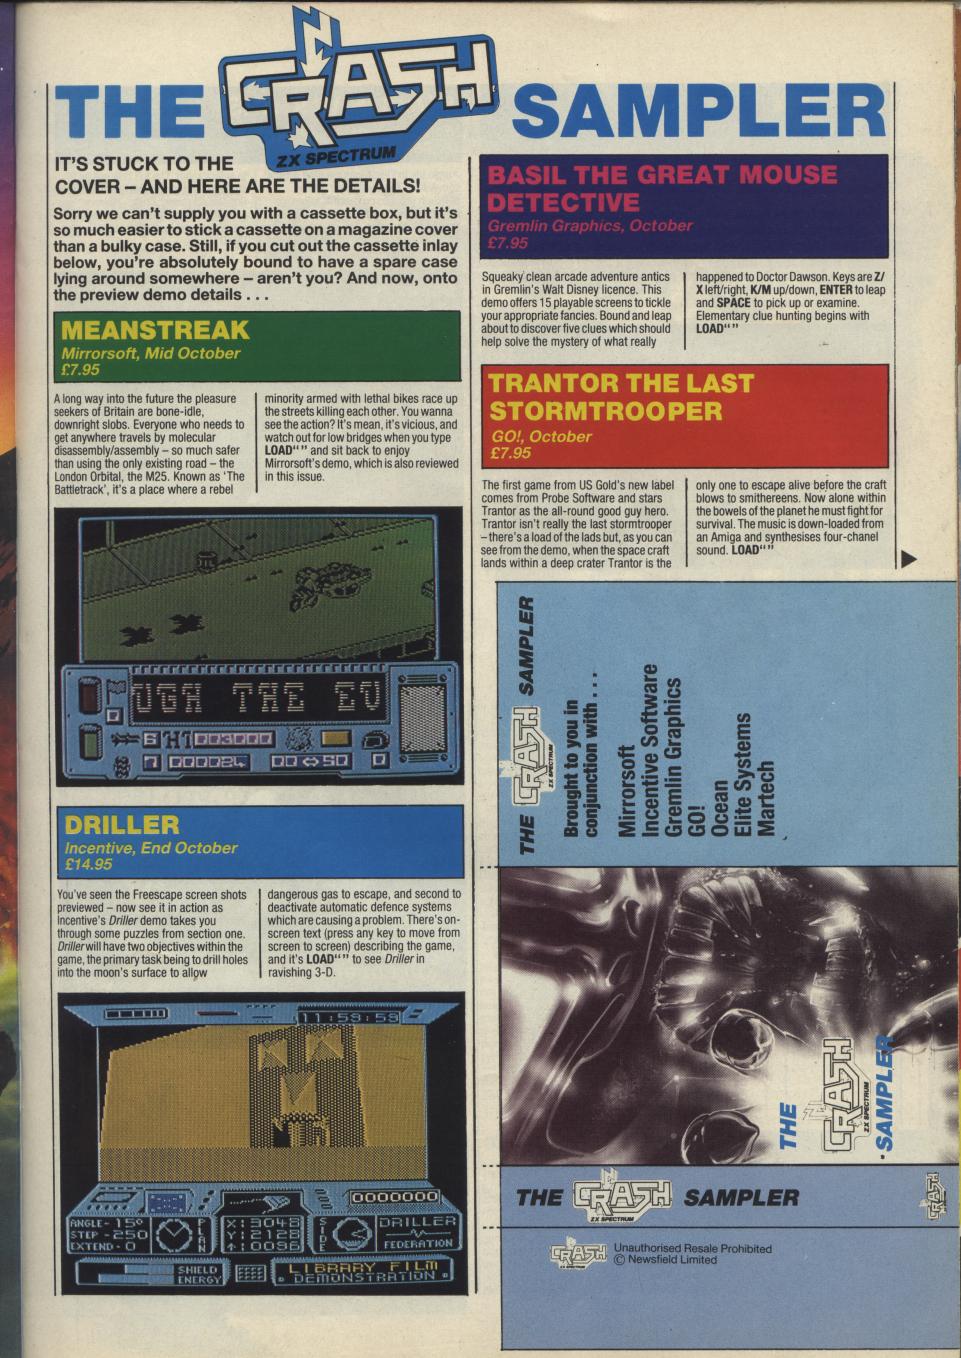 THE CRASH SAMPLER
ZX SPECTRUM
IT'S STUCK TO THE
COVER – AND HERE ARE THE DETAILS!
Sorry we can't supply you with a cassette box, but it's
so much easier to stick a cassette on a magazine cover
than a bulky case. Still, if you cut out the cassette inlay
below, you're absolutely bound to have a spare case
lying around somewhere – aren't you? And now, onto
the preview demo details . . .
MEANSTREAK
Mirrorsoft, Mid October
£7.95
A long way into the future the pleasure
seekers of Britain are bone-idle,
downright slobs. Everyone who needs to
get anywhere travels by molecular
disassembly/assembly – so much safer
than using the only existing road – the
London Orbital, the M25. Known as 'The
Battletrack', it's a place where a rebel
minority armed with lethal bikes race up
the streets killing each other. You wanna
see the action? It's mean, it's vicious, and
watch out for low bridges when you type
LOAD“ ” and sit back to enjoy
Mirrorsoft's demo, which is also reviewed
in this issue.
UGH THE EV
0
6 HI 003000
7 000024 00⇔50 0
DRILLER
Incentive, End October
£14.95
You've seen the Freescape screen shots
previewed – now see it in action as
Incentive's Driller demo takes you
through some puzzles from section one.
Driller will have two objectives within the
game, the primary task being to drill holes
into the moon's surface to allow
dangerous gas to escape, and second to
deactivate automatic defence systems
which are causing a problem. There's on-
screen text (press any key to move from
screen to screen) describing the game,
and it's LOAD“ ” to see Driller in
ravishing 3-D.
11:59:59
0000000
ANGLE- 15°
STEP -250
EXTEND- 0
PLAN
X:3048
Y:2128
↑:0096
SIDE
DRILLER
FEDERATION
SHIELD
ENERGY
LIBRARY FILM
DEMONSTRATION
BASIL THE GREAT MOUSE
DETECTIVE
Gremlin Graphics, October
£7.95
Squeaky clean arcade adventure antics
in Gremlin's Walt Disney licence. This
demo offers 15 playable screens to tickle
your appropriate fancies. Bound and leap
about to discover five clues which should
help solve the mystery of what really
happened to Doctor Dawson. Keys are Z/
X left/right, K/M up/down, ENTER to leap
and SPACE to pick up or examine.
Elementary clue hunting begins with
LOAD“ ”
TRANTOR THE LAST
STORMTROOPER
GO!, October
£7.95
The first game from US Gold's new label
comes from Probe Software and stars
Trantor as the all-round good guy hero.
Trantor isn't really the last stormtrooper
– there's a load of the lads but, as you can
see from the demo, when the space craft
lands within a deep crater Trantor is the
only one to escape alive before the craft
blows to smithereens. Now alone within
the bowels of the planet he must fight for
survival. The music is down-loaded from
an Amiga and synthesises four-chanel
sound. LOAD“ ”
THE CRASH SAMPLER
ZX SPECTRUM
Brought to you in
conjunction with . . .
Mirrorsoft
Incentive Software
Gremlin Graphics
GO!
Ocean
Elite Systems
Martech
THE
CRASH
ZX SPECTRUM
SAMPLER
THE CRASH SAMPLER
ZX SPECTRUM
CRASH
CRASH
ZX SPECTRUM
Unauthorised Resale Prohibited
© Newsfield Limited